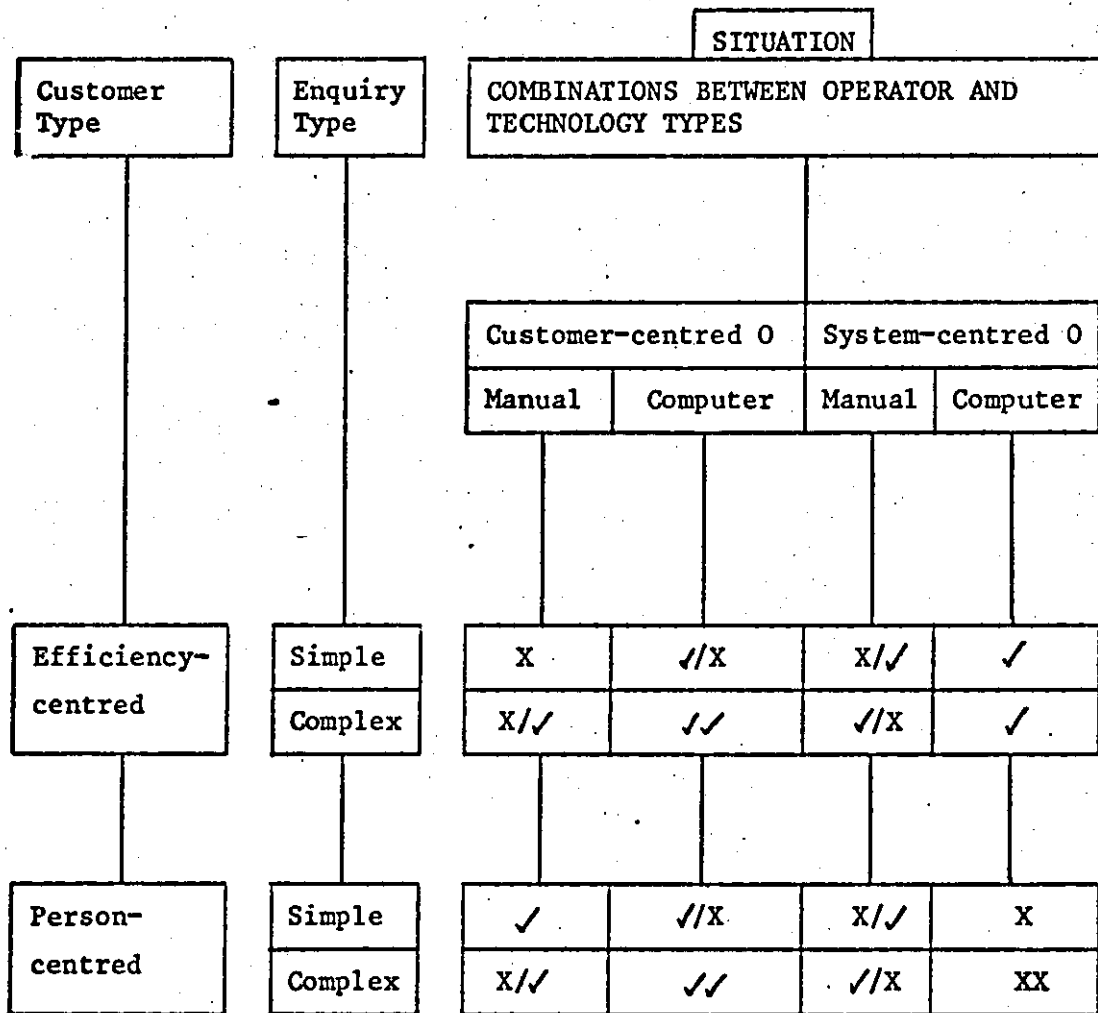 SITUATION
Customer Type
Enquiry Type
COMBINATIONS BETWEEN OPERATOR AND
TECHNOLOGY TYPES
Customer-centred O System-centred O
Manual Computer Manual Computer
Efficiency-
centred
Simple X ✓/X X/✓ ✓
Complex X/✓ ✓✓ ✓/X ✓
Person-
centred
Simple ✓ ✓/X X/✓ X
Complex X/✓ ✓✓ ✓/X XX